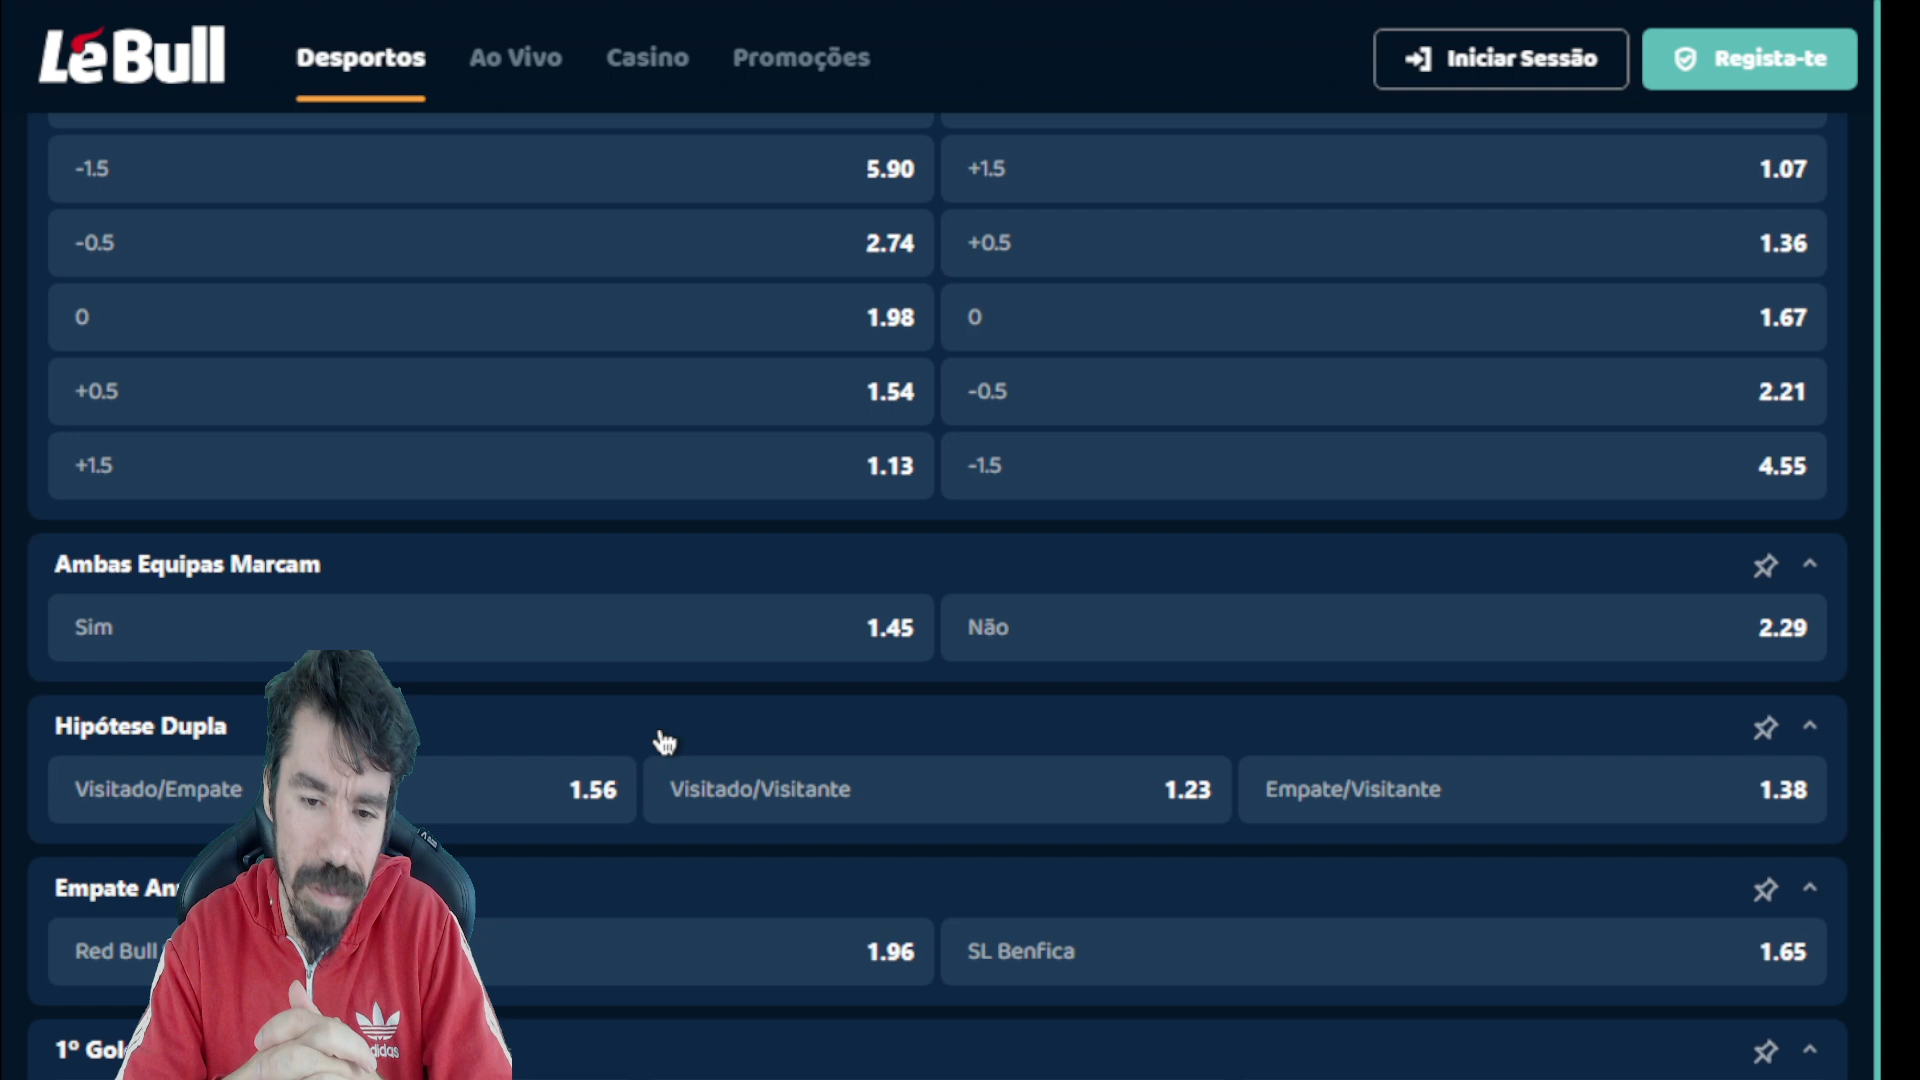 LeBull
Desportos Ao Vivo Casino Promoções Iniciar Sessão Regista-te
-1.5 5.90 +1.5 1.07
-0.5 2.74 +0.5 1.36
0 1.98 0 1.67
+0.5 1.54 -0.5 2.21
+1.5 1.13 -1.5 4.55
Ambas Equipas Marcam
Sim 1.45 Não 2.29
Hipótese Dupla
Visitado/Empate 1.56 Visitado/Visitante 1.23 Empate/Visitante 1.38
Empate
Red Bull 1.96 SL Benfica 1.65
1º Gol
adidas